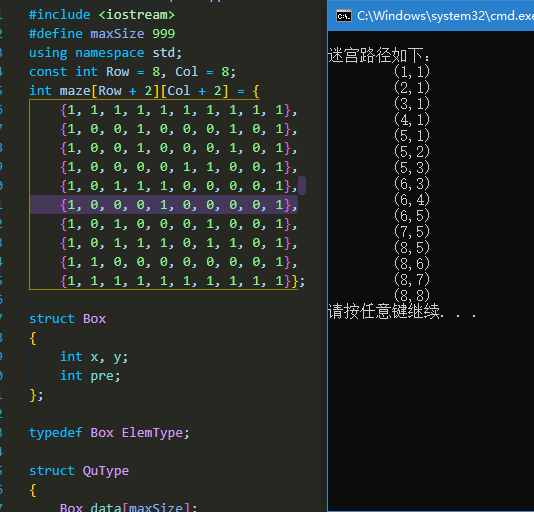 #include <iostream>
#define maxSize 999
using namespace std;
const int Row = 8, Col = 8;
int maze[Row + 2][Col + 2] = {
{1, 1, 1, 1, 1, 1, 1, 1, 1, 1},
{1, 0, 0, 1, 0, 0, 0, 1, 0, 1},
{1, 0, 0, 1, 0, 0, 0, 1, 0, 1},
{1, 0, 0, 0, 0, 1, 1, 0, 0, 1},
{1, 0, 1, 1, 1, 0, 0, 0, 0, 1},
{1, 0, 0, 0, 1, 0, 0, 0, 0, 1},
{1, 0, 1, 0, 0, 0, 1, 0, 0, 1},
{1, 0, 1, 1, 1, 0, 1, 1, 0, 1},
{1, 1, 0, 0, 0, 0, 0, 0, 0, 1},
{1, 1, 1, 1, 1, 1, 1, 1, 1, 1}};
struct Box
{
int x, y;
int pre;
};
typedef Box ElemType;
struct QuType
{
Box data[maxSize];
C:\Windows\system32\cmd.exe
迷宫路径如下:
(1,1)
(2,1)
(3,1)
(4,1)
(5,1)
(5,2)
(5,3)
(6,3)
(6,4)
(6,5)
(7,5)
(8,5)
(8,6)
(8,7)
(8,8)
请按任意键继续. . .